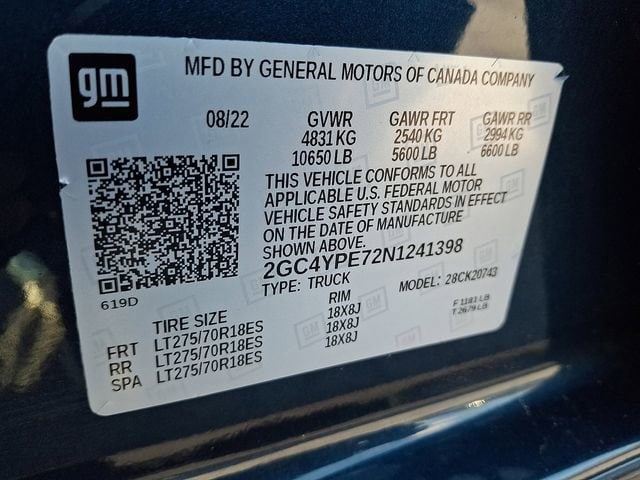 gm
MFD BY GENERAL MOTORS OF CANADA COMPANY
08/22 GVWR GAWR FRT GAWR RR
4831 KG 2540 KG 2994 KG
10650 LB 5600 LB 6600 LB
THIS VEHICLE CONFORMS TO ALL
APPLICABLE U.S. FEDERAL MOTOR
VEHICLE SAFETY STANDARDS IN EFFECT
ON THE DATE OF MANUFACTURE
SHOWN ABOVE.
2GC4YPE72N1241398
TYPE: TRUCK MODEL: 28CK20743
619D
F 1181 LB
T 2679 LB
TIRE SIZE RIM
FRT LT275/70R18ES 18X8J
RR LT275/70R18ES 18X8J
SPA LT275/70R18ES 18X8J